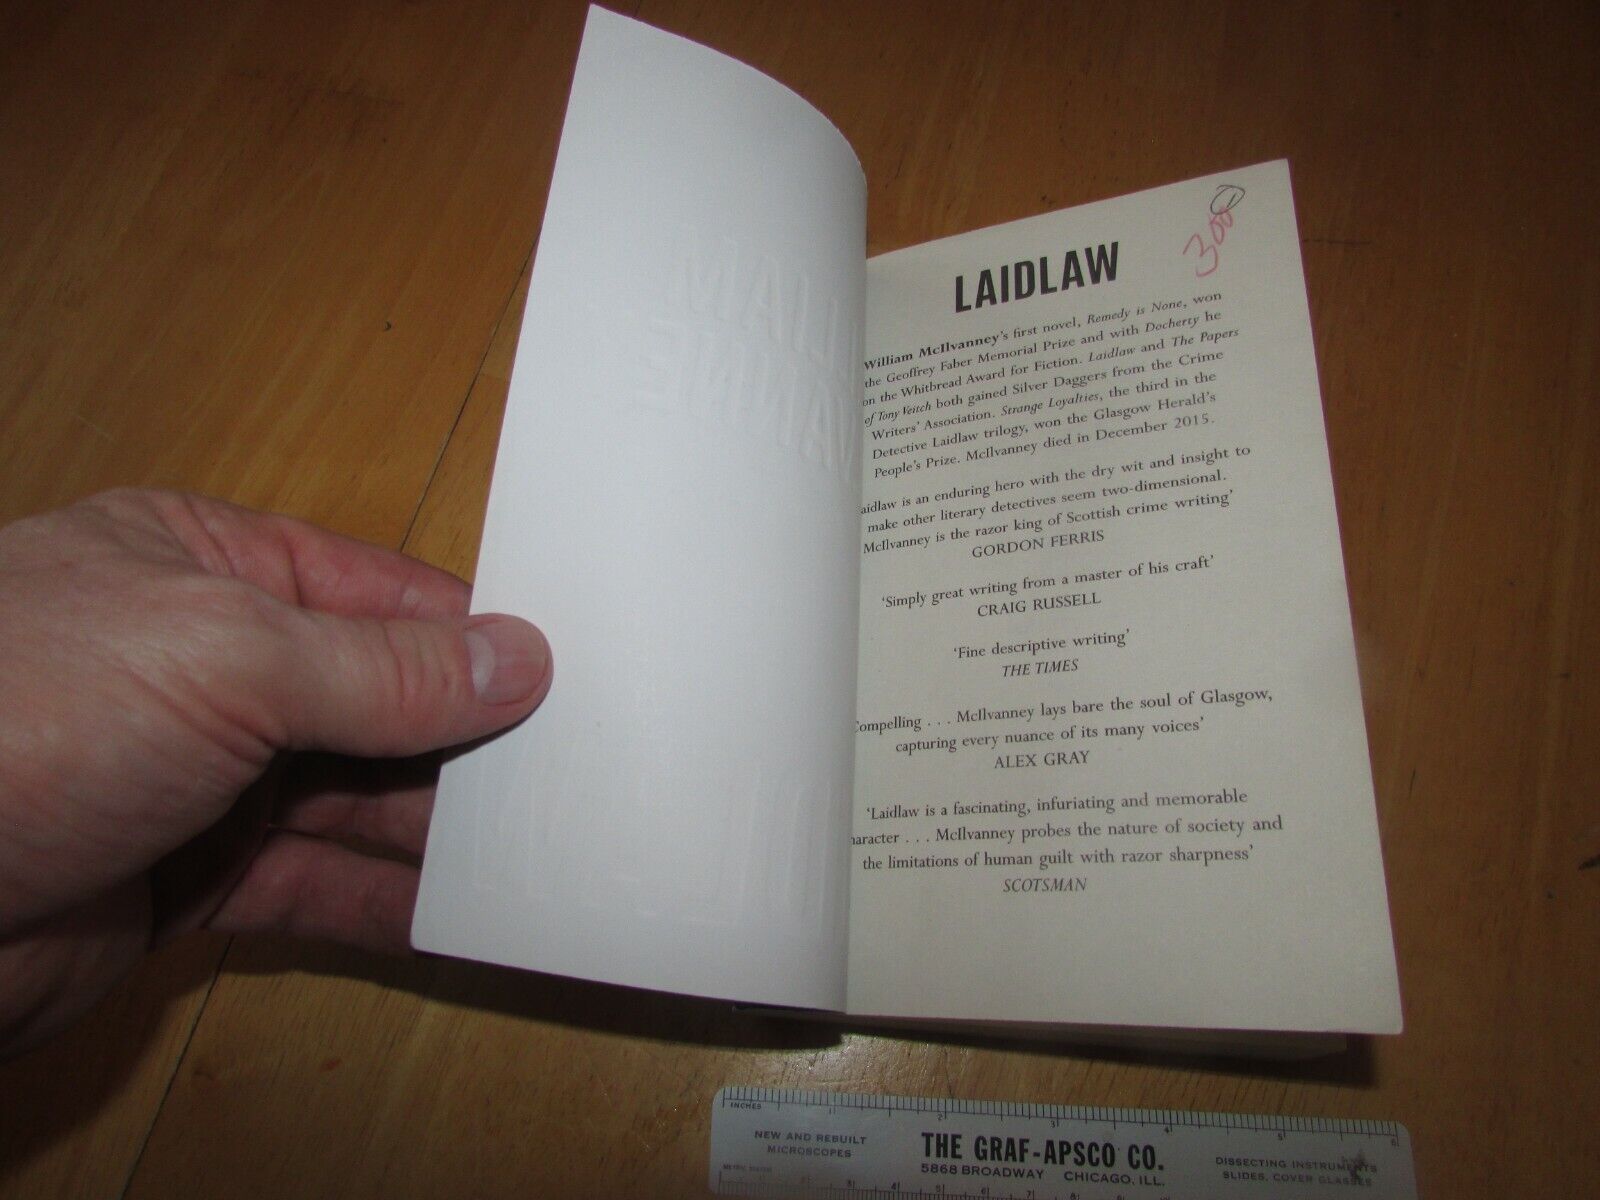 300
LAIDLAW
William McIlvanney's first novel, Remedy is None, won
the Geoffrey Faber Memorial Prize and with Docherty he
on the Whitbread Award for Fiction. Laidlaw and The Papers
of Tony Veitch both gained Silver Daggers from the Crime
Writers' Association. Strange Loyalties, the third in the
Detective Laidlaw trilogy, won the Glasgow Herald's
People's Prize. McIlvanney died in December 2015.
aidlaw is an enduring hero with the dry wit and insight to
make other literary detectives seem two-dimensional.
McIlvanney is the razor king of Scottish crime writing'
GORDON FERRIS
'Simply great writing from a master of his craft'
CRAIG RUSSELL
'Fine descriptive writing'
THE TIMES
Compelling . . . McIlvanney lays bare the soul of Glasgow,
capturing every nuance of its many voices'
ALEX GRAY
'Laidlaw is a fascinating, infuriating and memorable
haracter . . . McIlvanney probes the nature of society and
the limitations of human guilt with razor sharpness'
SCOTSMAN
INCHES 1 2 3 4 5 6
NEW AND REBUILT
MICROSCOPES
THE GRAF-APSCO CO.
5868 BROADWAY CHICAGO, ILL.
DISSECTING INSTRUMENTS
SLIDES, COVER GLASSES